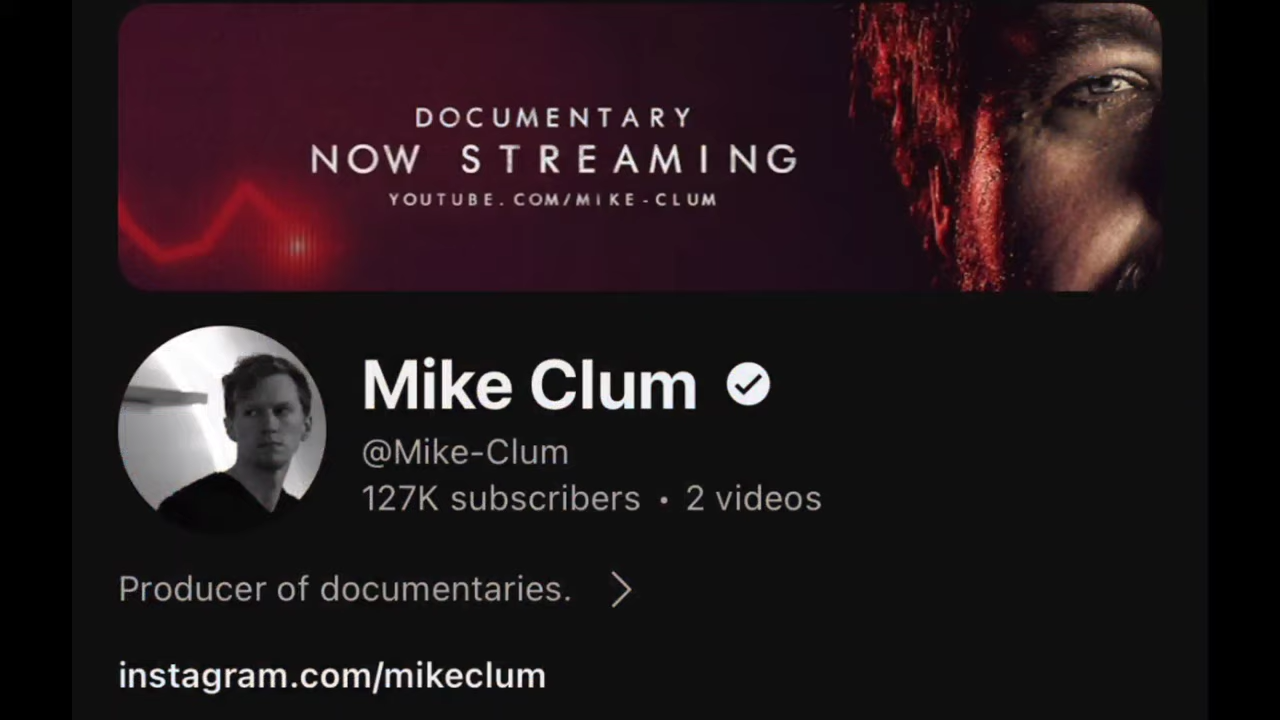 DOCUMENTARY
NOW STREAMING
YOUTUBE.COM/MIKE-CLUM
Mike Clum
@Mike-Clum
127K subscribers • 2 videos
Producer of documentaries.
instagram.com/mikeclum